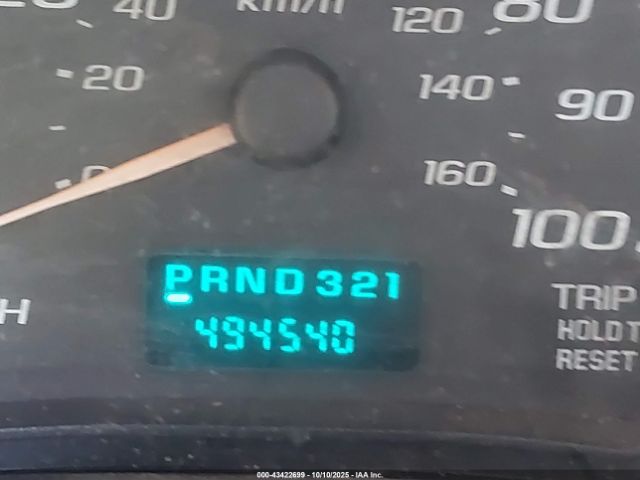 40 km/h 120 80
20 140 90
0 160
100
PRND321
H TRIP
494540 HOLD T
RESET
000-43422699 - 10/10/2025 - IAA Inc.